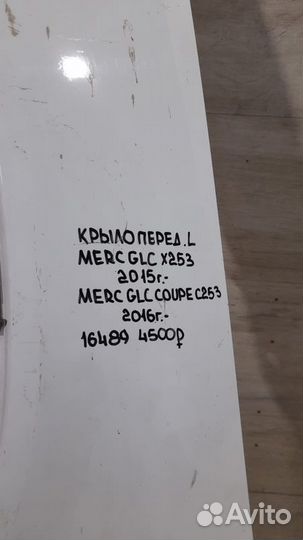 КРЫЛО ПЕРЕД. L
MERC GLC X253
2015г.-
MERC GLC COUPE C253
2016г.-
16489 4500₽
Avito